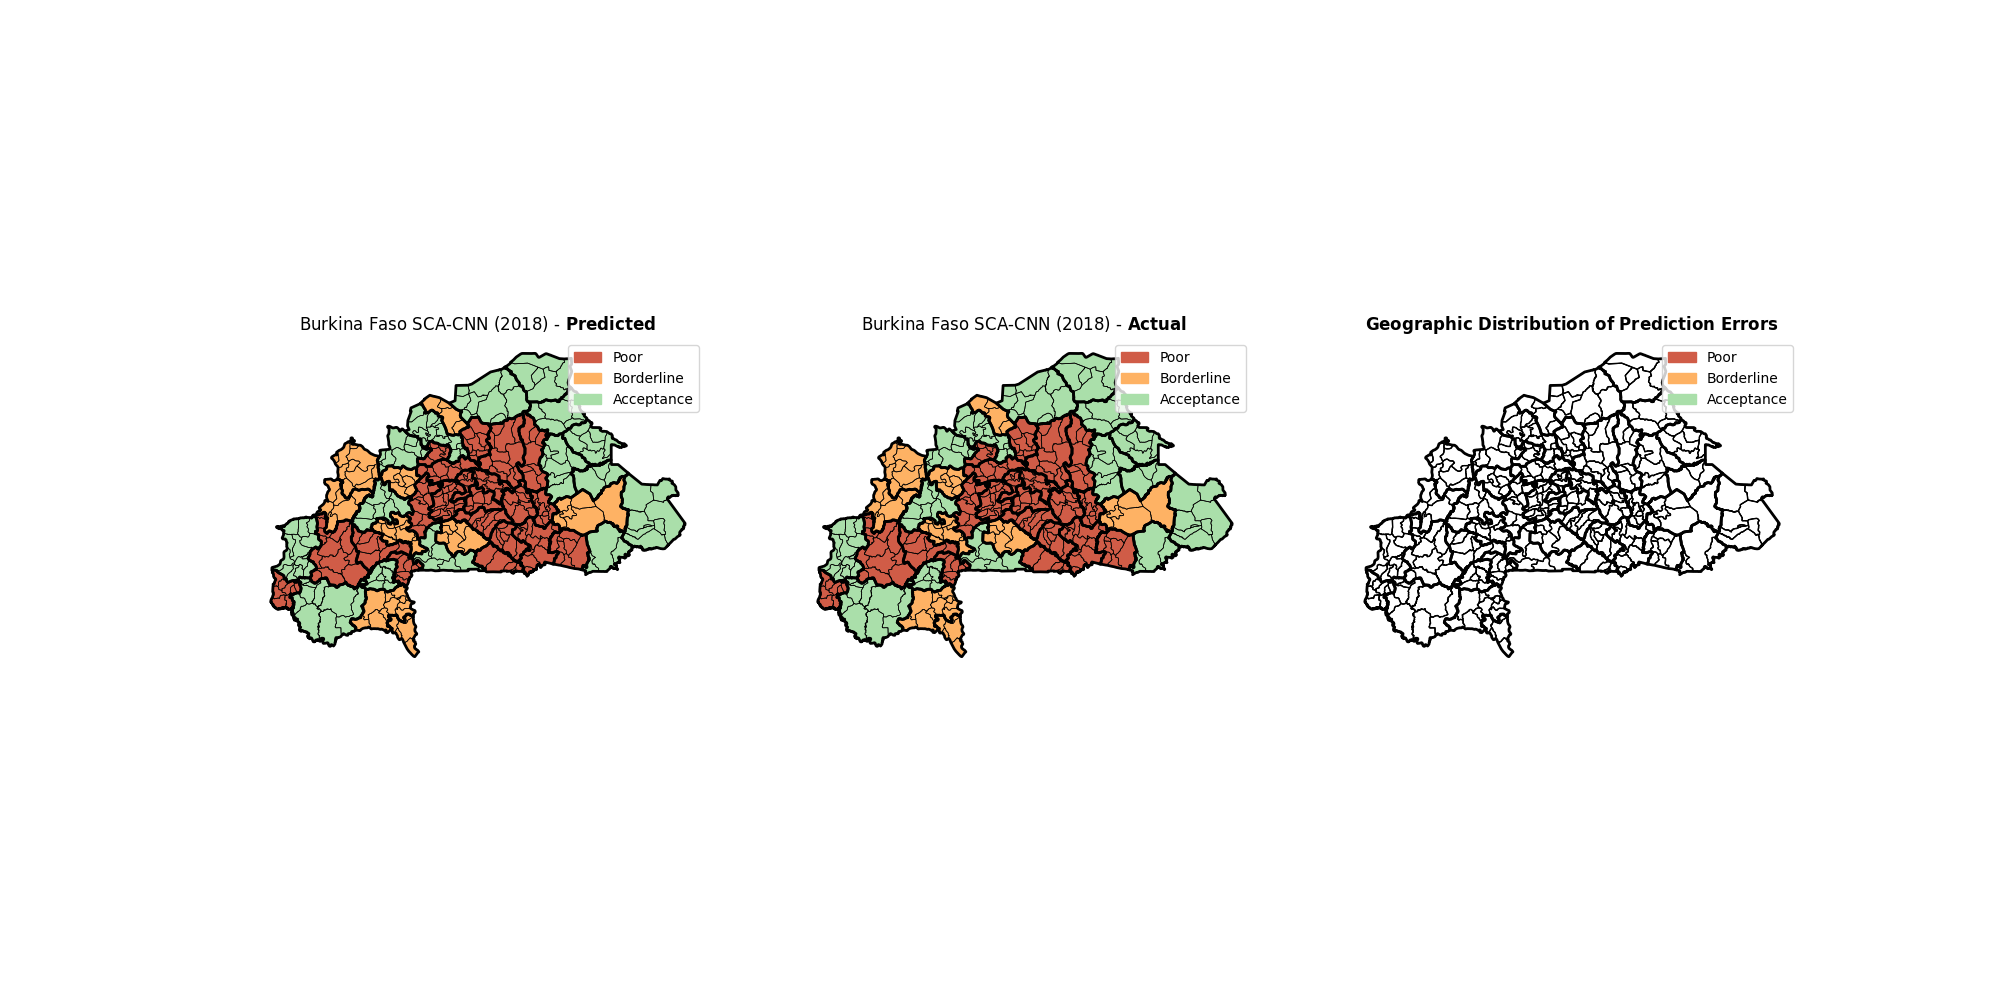 Burkina Faso SCA-CNN (2018) - Predicted
Poor
Borderline
Acceptance
Burkina Faso SCA-CNN (2018) - Actual
Poor
Borderline
Acceptance
Geographic Distribution of Prediction Errors
Poor
Borderline
Acceptance